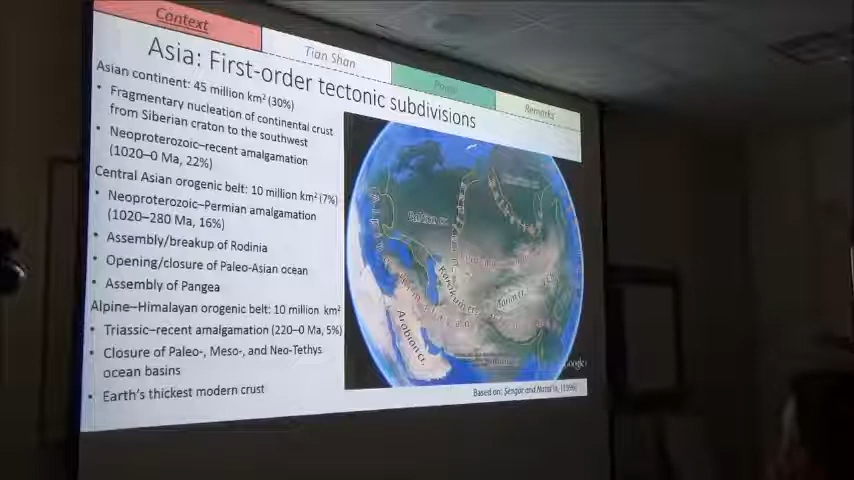 Context
Tian Shan
Remarks
Asia: First-order tectonic subdivisions
Asian continent: 45 million km² (30%)
• Fragmentary nucleation of continental crust
from Siberian craton to the southwest
• Neoproterozoic–recent amalgamation
(1020–0 Ma, 22%)
Central Asian orogenic belt: 10 million km² (7%)
• Neoproterozoic–Permian amalgamation
(1020–280 Ma, 16%)
• Assembly/breakup of Rodinia
• Opening/closure of Paleo-Asian ocean
• Assembly of Pangea
Alpine–Himalayan orogenic belt: 10 million km²
• Triassic–recent amalgamation (220–0 Ma, 5%)
• Closure of Paleo-, Meso-, and Neo-Tethys
ocean basins
• Earth's thickest modern crust
Karakum cr.
Tarim cr.
Arabian cr.
Google
Based on: Şengör and Natal'in, (1996)